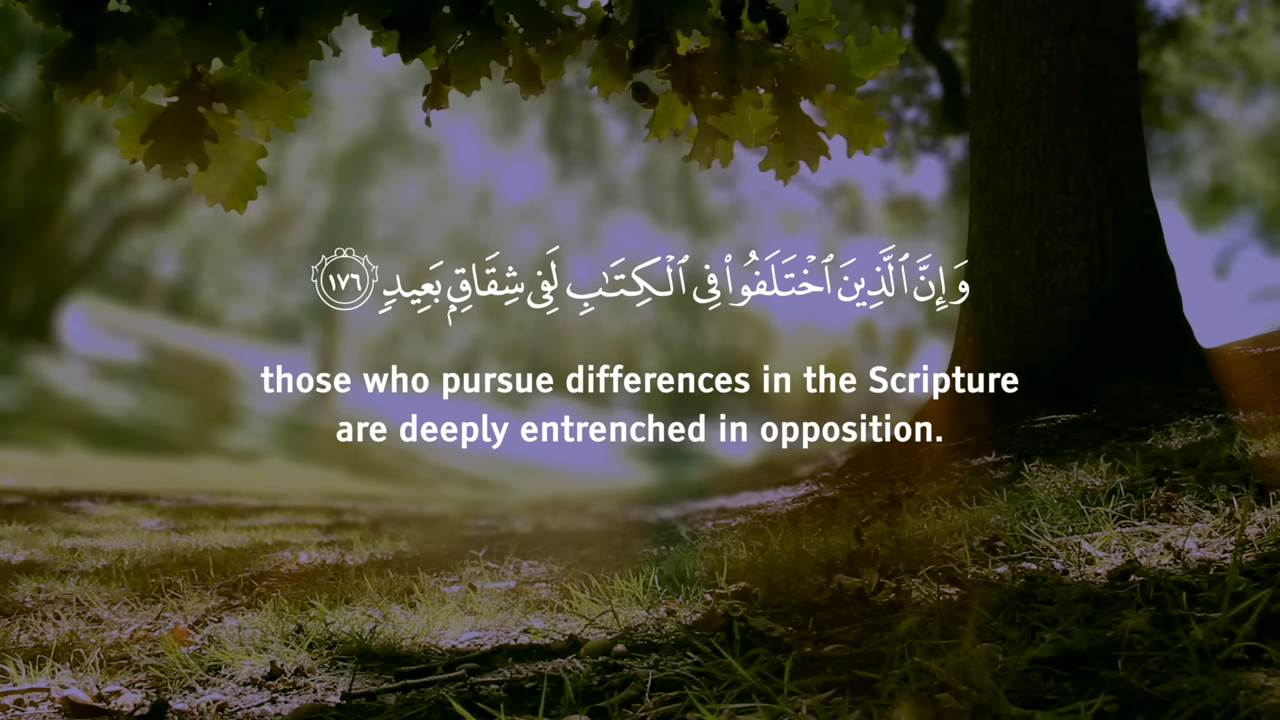 وَإِنَّ ٱلَّذِينَ ٱخْتَلَفُوا۟ فِى ٱلْكِتَـٰبِ لَفِى شِقَاقٍۭ بَعِيدٍ ١٧٦
those who pursue differences in the Scripture
are deeply entrenched in opposition.